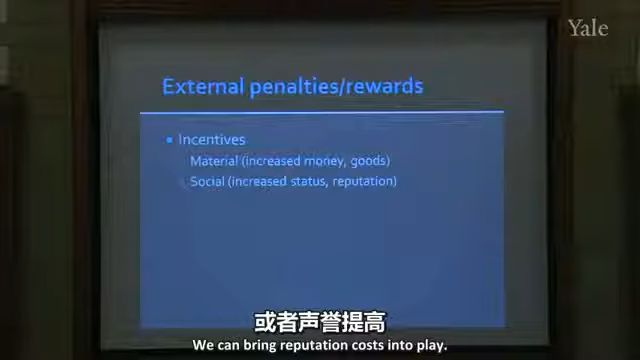 Yale
External penalties/rewards
Incentives
Material (increased money, goods)
Social (increased status, reputation)
或者声誉提高
We can bring reputation costs into play.